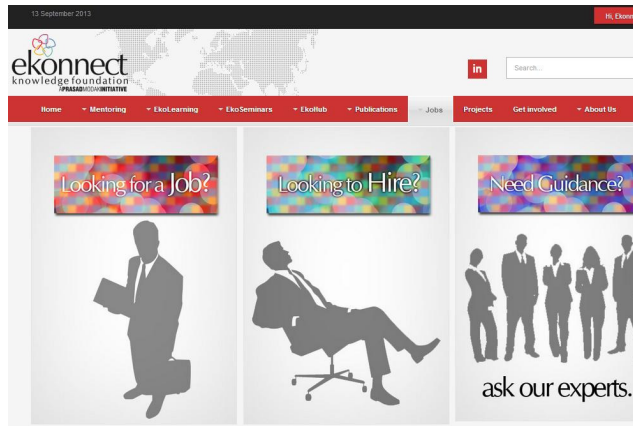 13 September 2013
Hi, Ekonn
ekonnect
knowledge foundation
A PRASAD MODAK INITIATIVE
in
Search...
Home
Mentoring
EkoLearning
EkoSeminars
EkoHub
Publications
Jobs
Projects
Get involved
About Us
Looking for a Job?
Looking to Hire?
Need Guidance?
ask our experts.